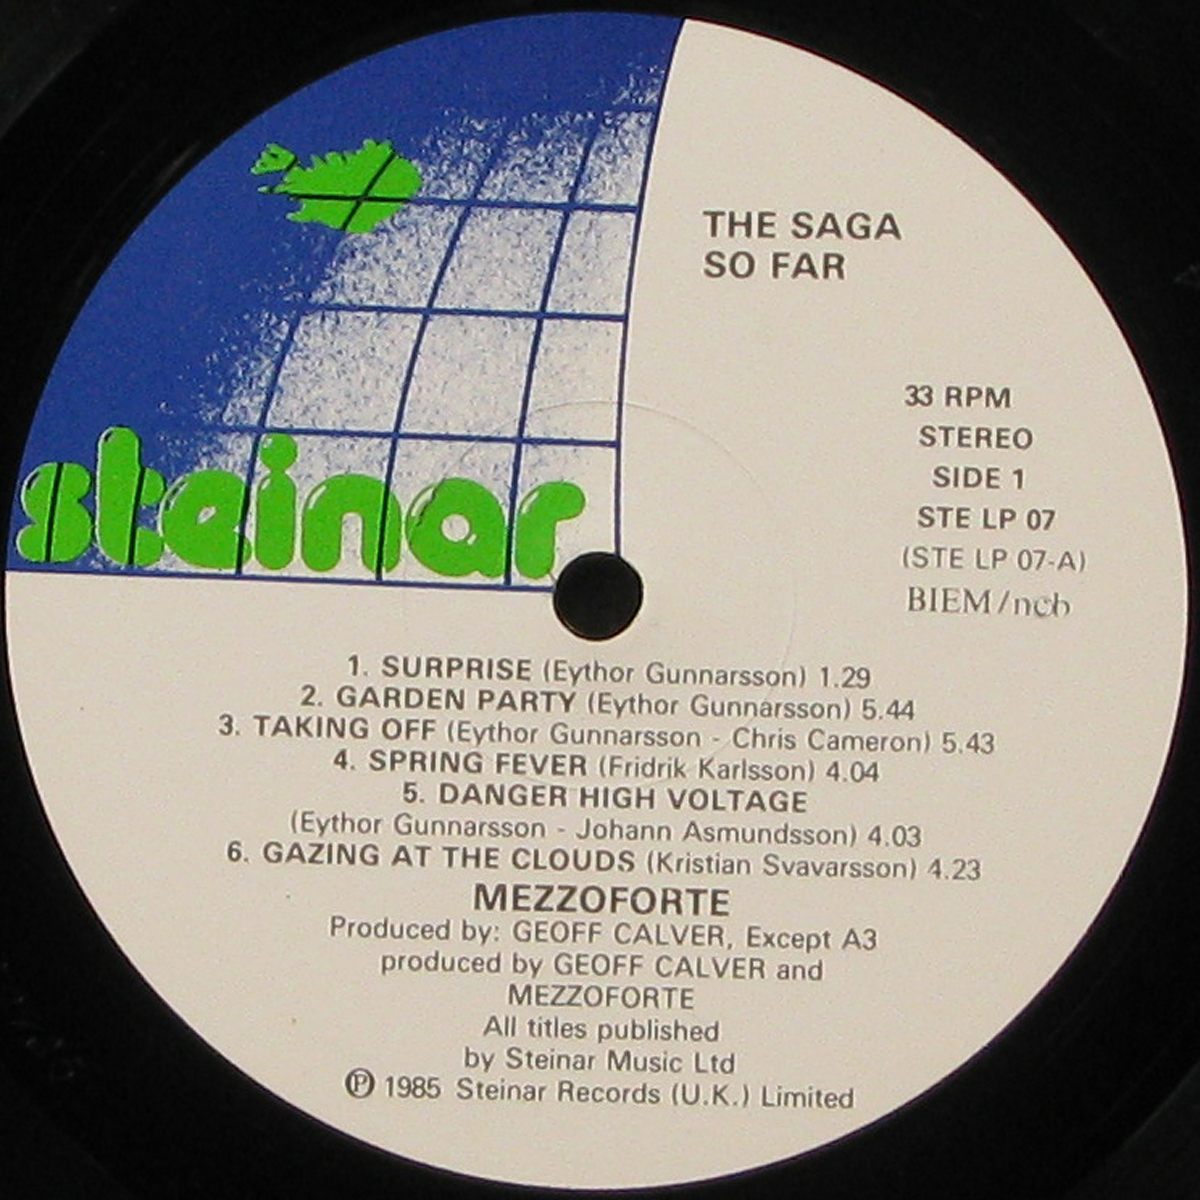 THE SAGA
SO FAR
33 RPM
STEREO
SIDE 1
STE LP 07
(STE LP 07-A)
BIEM/ncb
steinar
1. SURPRISE (Eythor Gunnarsson) 1.29
2. GARDEN PARTY (Eythor Gunnarsson) 5.44
3. TAKING OFF (Eythor Gunnarsson - Chris Cameron) 5.43
4. SPRING FEVER (Fridrik Karlsson) 4.04
5. DANGER HIGH VOLTAGE
(Eythor Gunnarsson - Johann Asmundsson) 4.03
6. GAZING AT THE CLOUDS (Kristian Svavarsson) 4.23
MEZZOFORTE
Produced by: GEOFF CALVER, Except A3
produced by GEOFF CALVER and
MEZZOFORTE
All titles published
by Steinar Music Ltd
℗ 1985 Steinar Records (U.K.) Limited